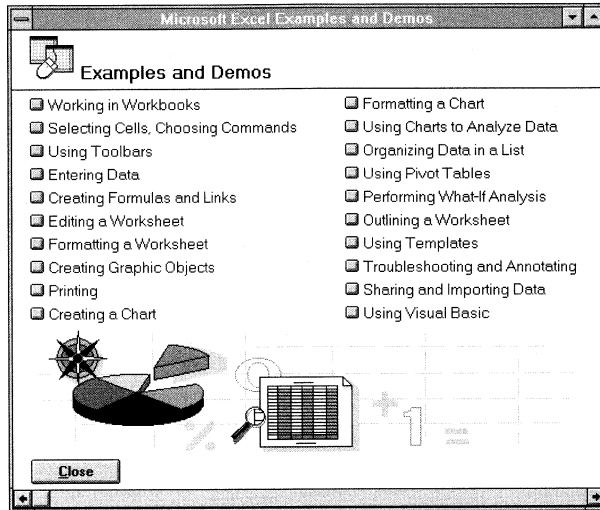 Microsoft Excel Examples and Demos
Examples and Demos
Working in Workbooks
Selecting Cells, Choosing Commands
Using Toolbars
Entering Data
Creating Formulas and Links
Editing a Worksheet
Formatting a Worksheet
Creating Graphic Objects
Printing
Creating a Chart
Formatting a Chart
Using Charts to Analyze Data
Organizing Data in a List
Using Pivot Tables
Performing What-If Analysis
Outlining a Worksheet
Using Templates
Troubleshooting and Annotating
Sharing and Importing Data
Using Visual Basic
% 0 + 1 =
Close